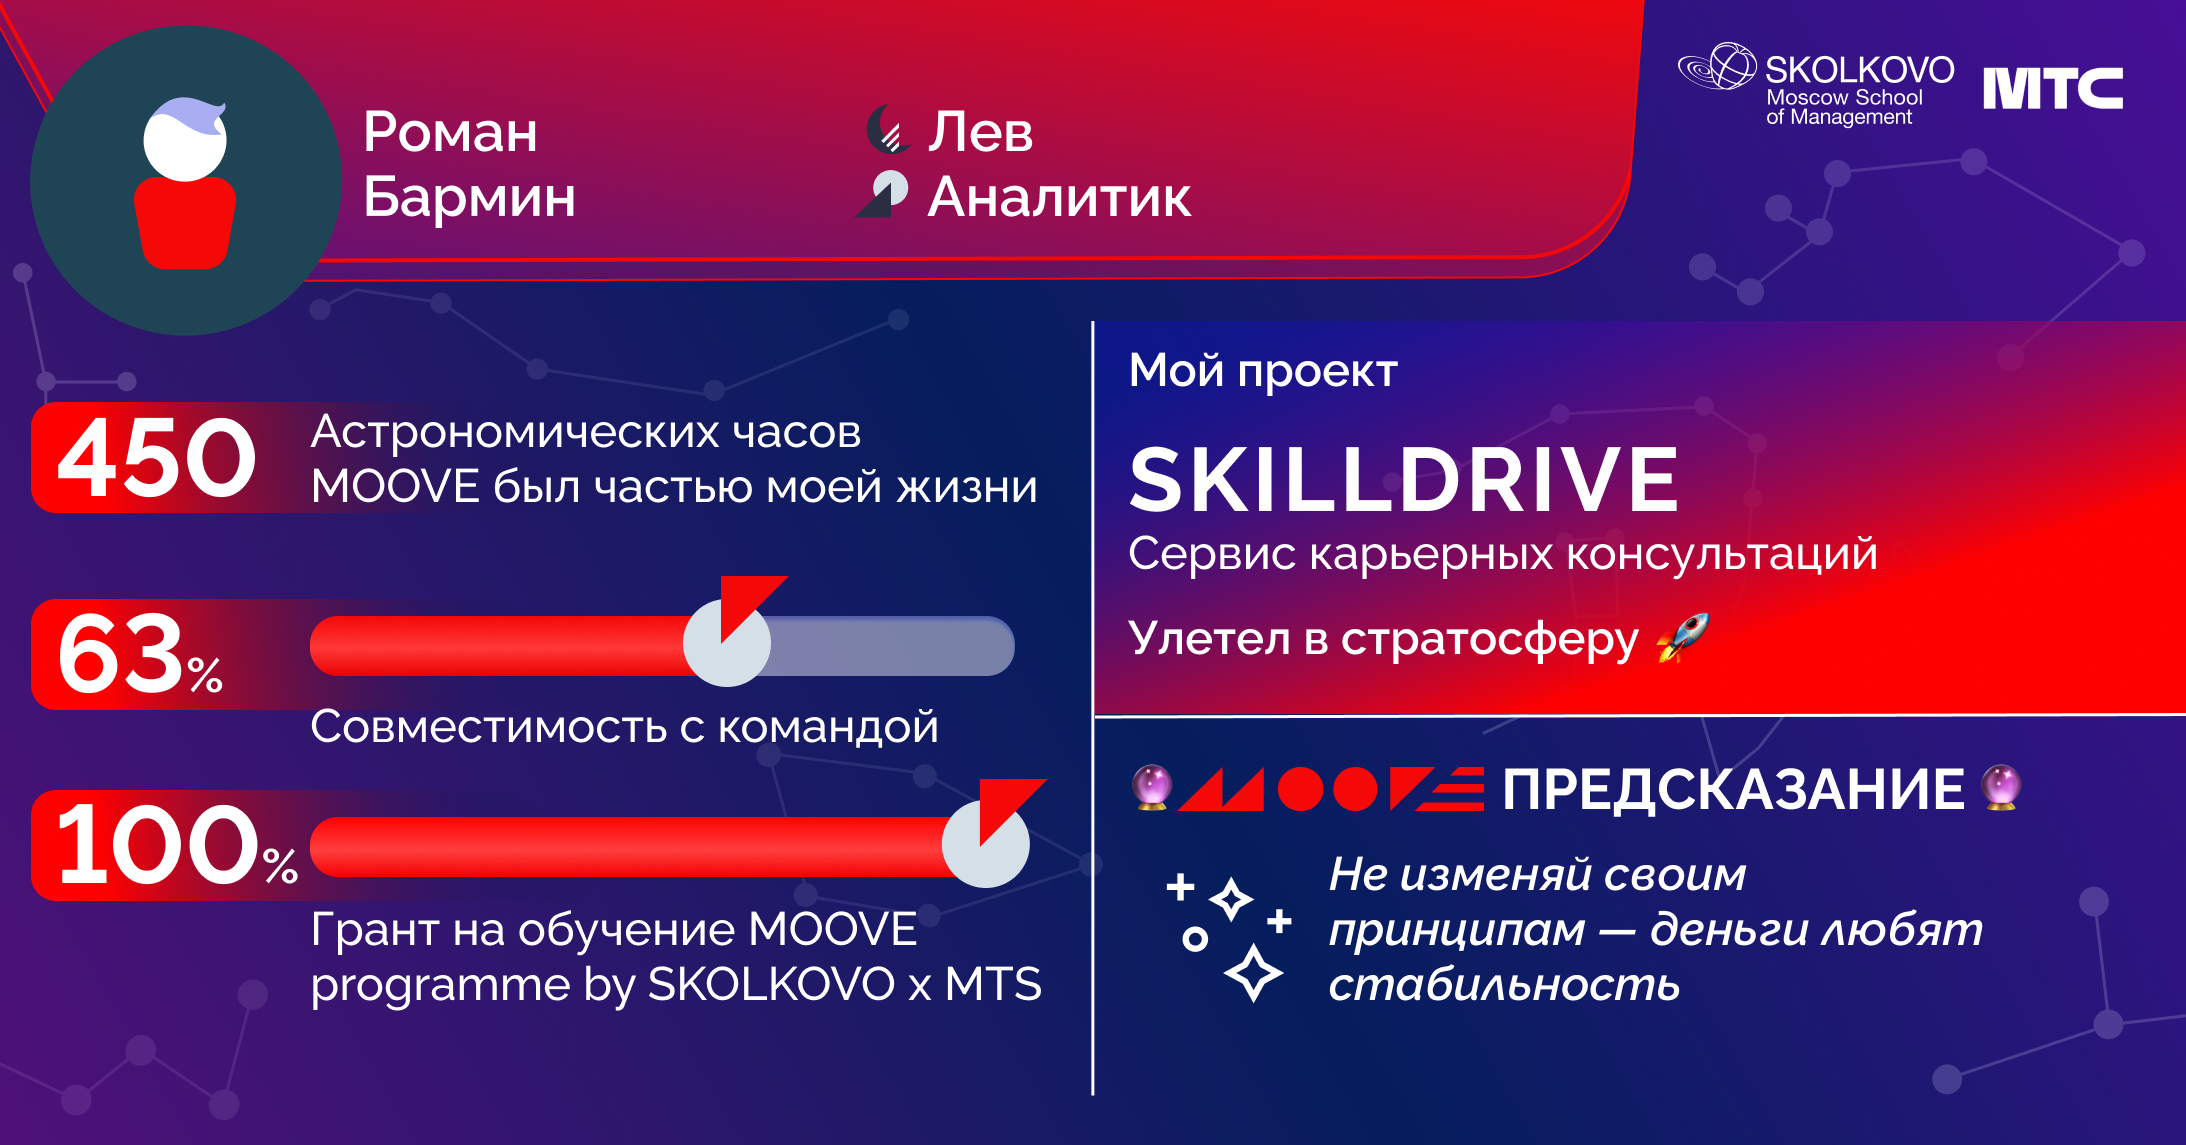 Роман
Бармин
Лев
Аналитик
SKOLKOVO
Moscow School
of Management
МТС
450
Астрономических часов
MOOVE был частью моей жизни
63%
Совместимость с командой
100%
Грант на обучение MOOVE
programme by SKOLKOVO x MTS
Мой проект
SKILLDRIVE
Сервис карьерных консультаций
Улетел в стратосферу 🚀
🔮 MOOVE ПРЕДСКАЗАНИЕ 🔮
Не изменяй своим
принципам — деньги любят
стабильность